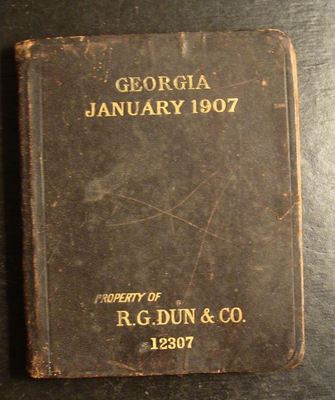 GEORGIA
JANUARY 1907
PROPERTY OF
R.G. DUN & CO.
12307